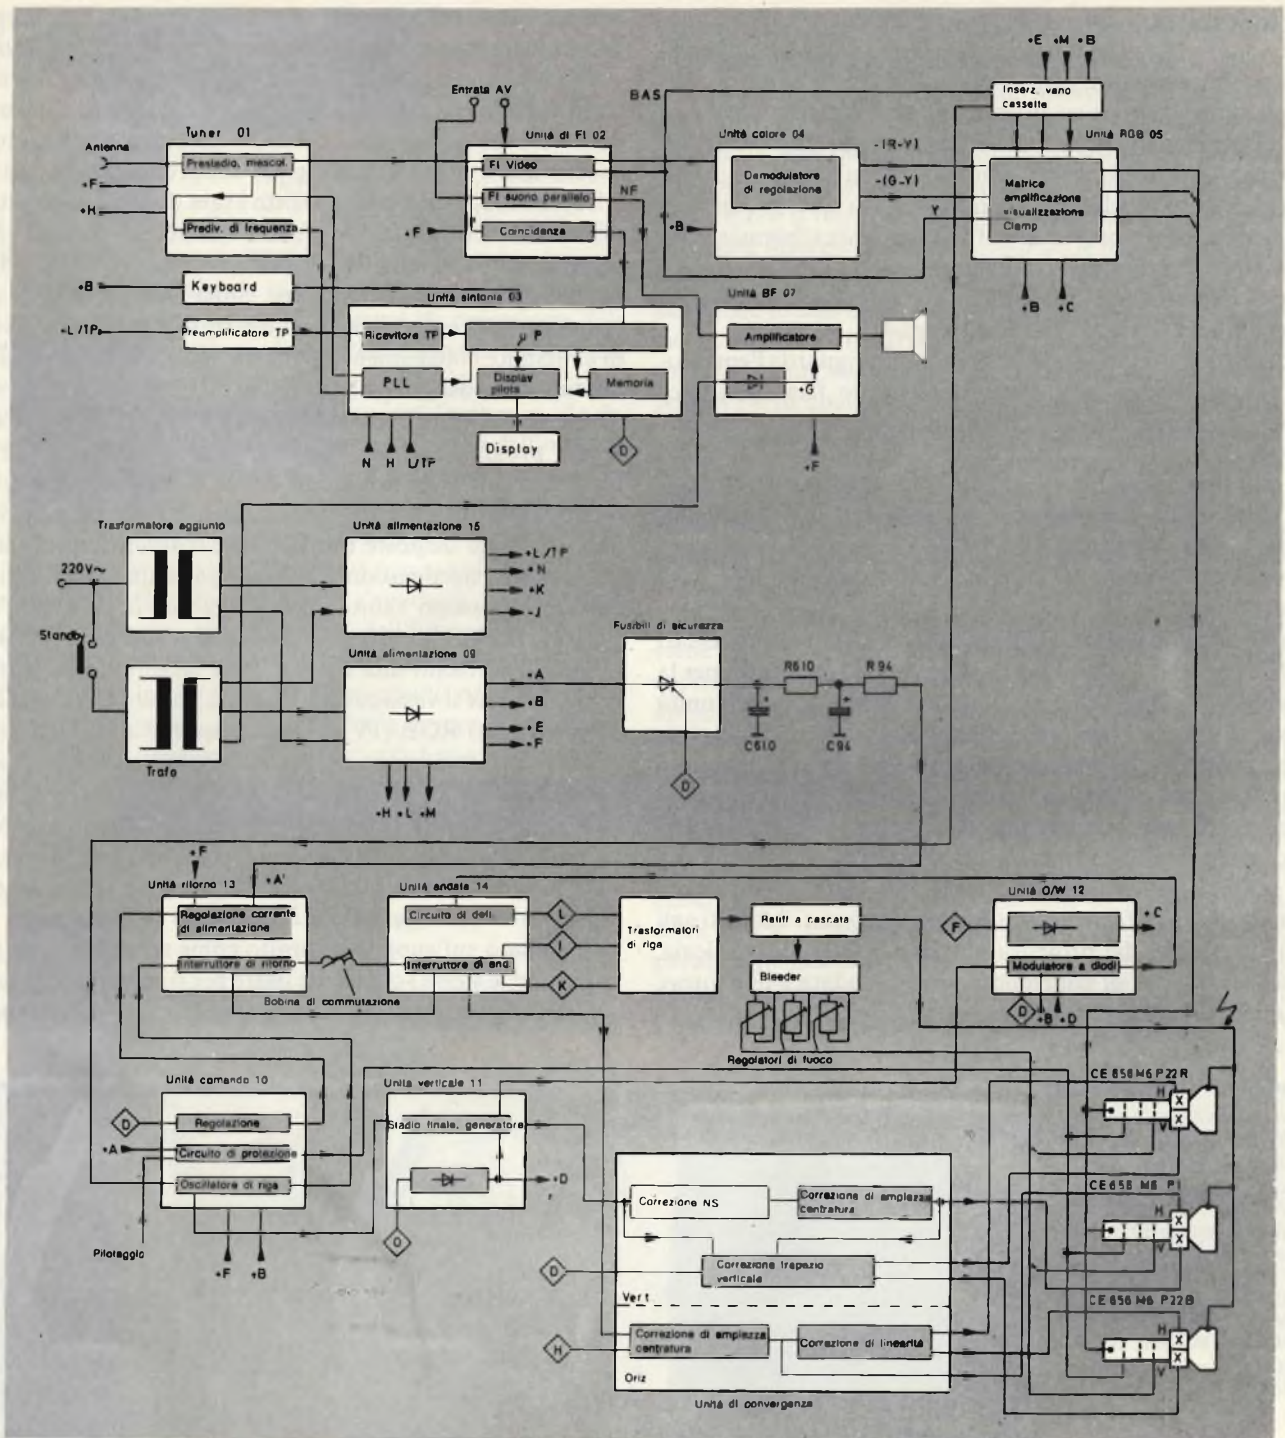 +E +M +B
Inserz. vano
cassette
Entrata AV
BAS
Tuner 01
Unità di FI 02
Unità colore 04
Unità RGB 05
Antenna
Prestadio, mescol.
FI Video
-(R-Y)
+F
FI suono parallelo
NF
Demodulatore
di regolazione
-(G-Y)
Matrice
amplificazione
visualizzazione
Clamp
+H
Prediv. di frequenza
+F
Coincidenza
+B
Y
+B
Keyboard
Unità sintonia 03
Unità BF 07
+B +C
+L/TP
Preamplificatore TP
Ricevitore TP
μP
Amplificatore
PLL
Display
pilota
Memoria
+G
N H L/TP
Display
D
+F
Trasformatore aggiunto
Unità alimentazione 15
220V~
+L/TP
+N
+K
-J
Standby
Fusibili di sicurezza
Unità alimentazione 09
+A
+B
+E
+F
R610
R94
C610
C94
Trafo
D
+H +L +M
+F
+A'
Unità ritorno 13
Unità andata 14
Unità O/W 12
Regolazione corrente
di alimentazione
Circuito di defl.
L
Trasformatori
di riga
Rettif a cascata
F
+C
Interruttore di ritorno
Interruttore di and.
I
K
Bleeder
Modulatore a diodi
Bobina di commutazione
D
+B +D
Regolatori di fuoco
Unità comando 10
Unità verticale 11
CE 656 M6 P22R
D
Regolazione
Stadio finale, generatore
H
X
X
V
+A
Circuito di protezione
Oscillatore di riga
+D
Correzione NS
Correzione di ampiezza
centratura
CE 656 M6 P1
H
X
X
V
Pilotaggio
+F +B
D
Correzione trapezio
verticale
Vert.
CE 656 M6 P22B
H
X
X
V
H
Correzione di ampiezza
centratura
Correzione di linearità
Oriz
Unità di convergenza